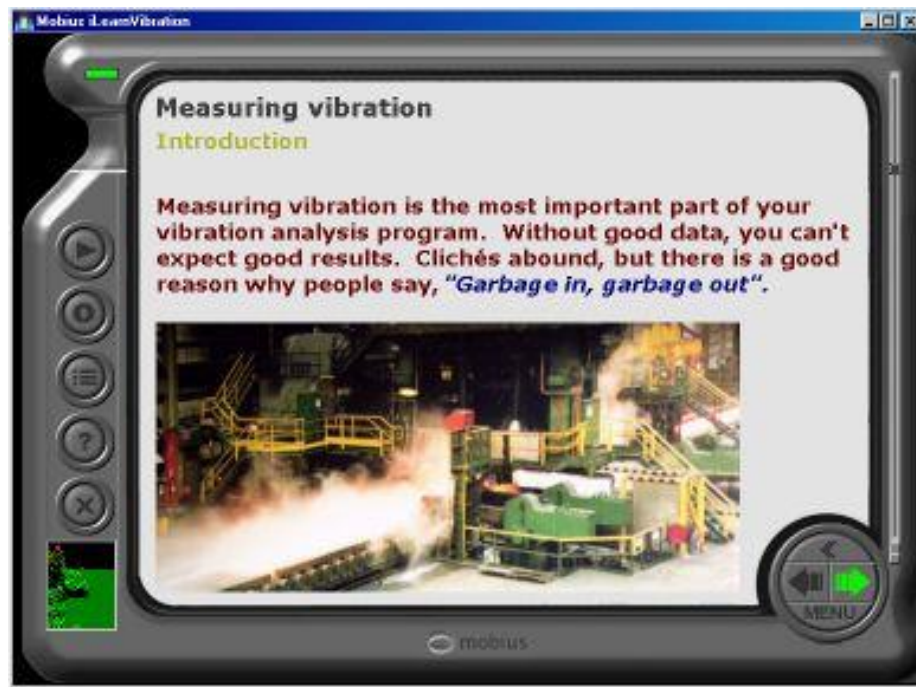 Mobius iLearnVibration
Measuring vibration
Introduction
Measuring vibration is the most important part of your
vibration analysis program.  Without good data, you can't
expect good results.  Clichés abound, but there is a good
reason why people say, "Garbage in, garbage out".
MENU
mobius